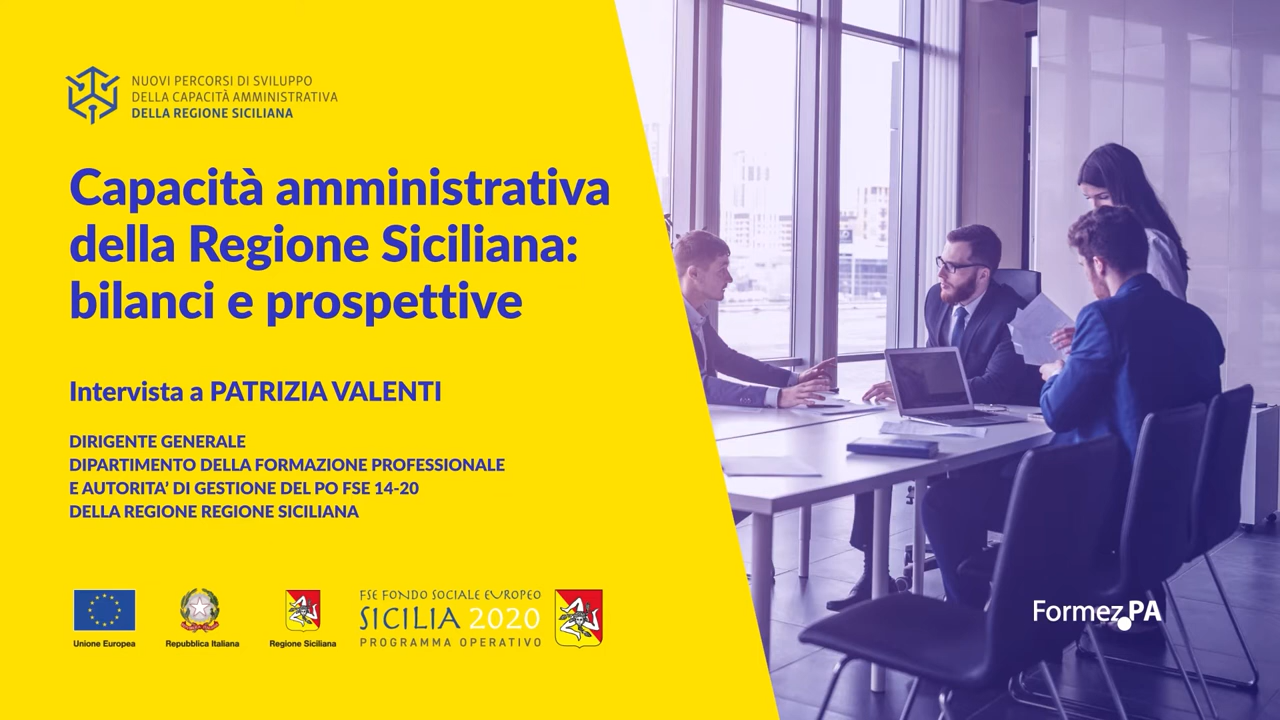 NUOVI PERCORSI DI SVILUPPO
DELLA CAPACITÀ AMMINISTRATIVA
DELLA REGIONE SICILIANA
Capacità amministrativa
della Regione Siciliana:
bilanci e prospettive
Intervista a PATRIZIA VALENTI
DIRIGENTE GENERALE
DIPARTIMENTO DELLA FORMAZIONE PROFESSIONALE
E AUTORITA' DI GESTIONE DEL PO FSE 14-20
DELLA REGIONE REGIONE SICILIANA
Unione Europea
Repubblica Italiana
Regione Siciliana
FSE FONDO SOCIALE EUROPEO
SICILIA 2020
PROGRAMMA OPERATIVO
Formez PA